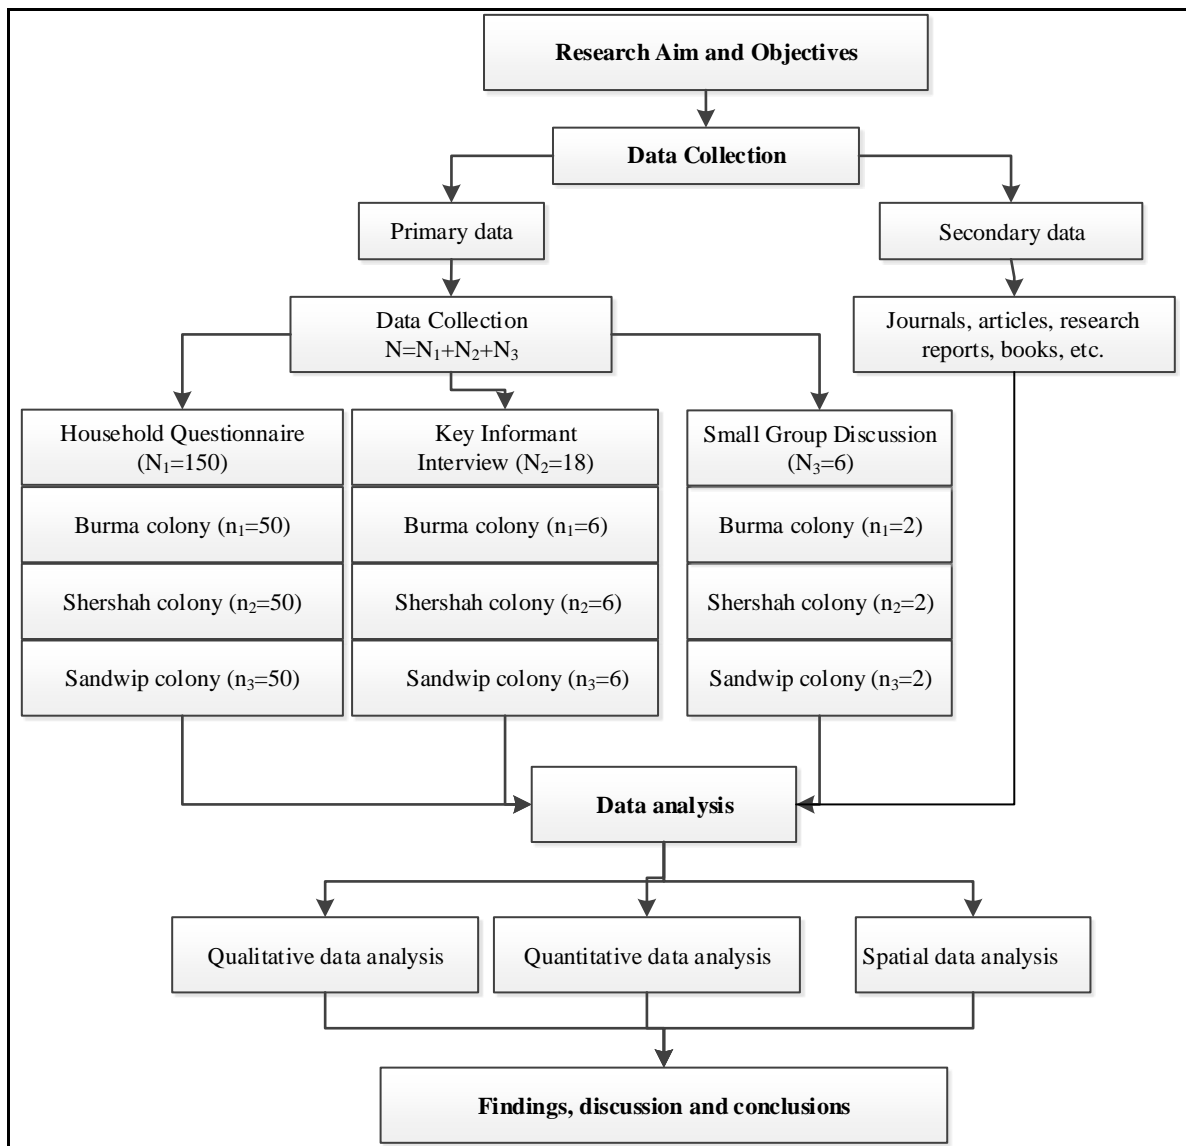 Research Aim and Objectives
Data Collection
Primary data
Secondary data
Data Collection
N=N₁+N₂+N₃
Journals, articles, research
reports, books, etc.
Household Questionnaire
(N₁=150)
Key Informant
Interview (N₂=18)
Small Group Discussion
(N₃=6)
Burma colony (n₁=50)
Burma colony (n₁=6)
Burma colony (n₁=2)
Shershah colony (n₂=50)
Shershah colony (n₂=6)
Shershah colony (n₂=2)
Sandwip colony (n₃=50)
Sandwip colony (n₃=6)
Sandwip colony (n₃=2)
Data analysis
Qualitative data analysis
Quantitative data analysis
Spatial data analysis
Findings, discussion and conclusions